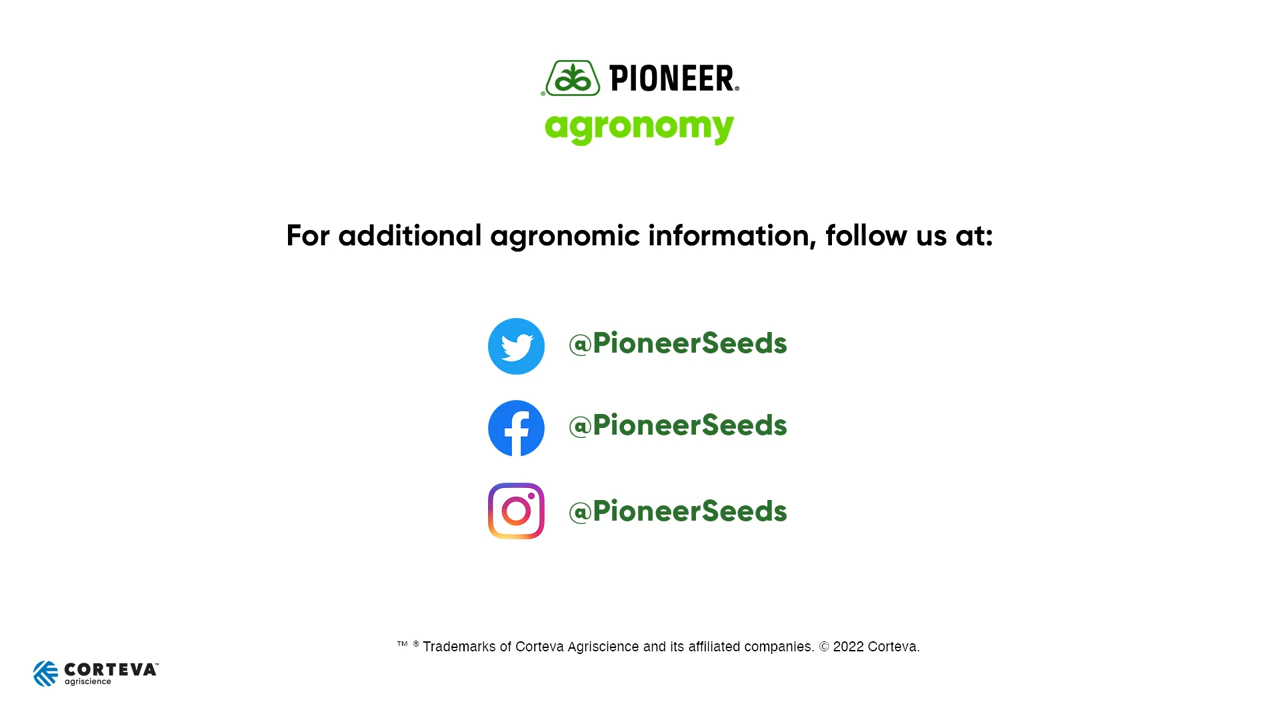 ® PIONEER®
agronomy
For additional agronomic information, follow us at:
@PioneerSeeds
@PioneerSeeds
@PioneerSeeds
™ ® Trademarks of Corteva Agriscience and its affiliated companies. © 2022 Corteva.
CORTEVA™
agriscience